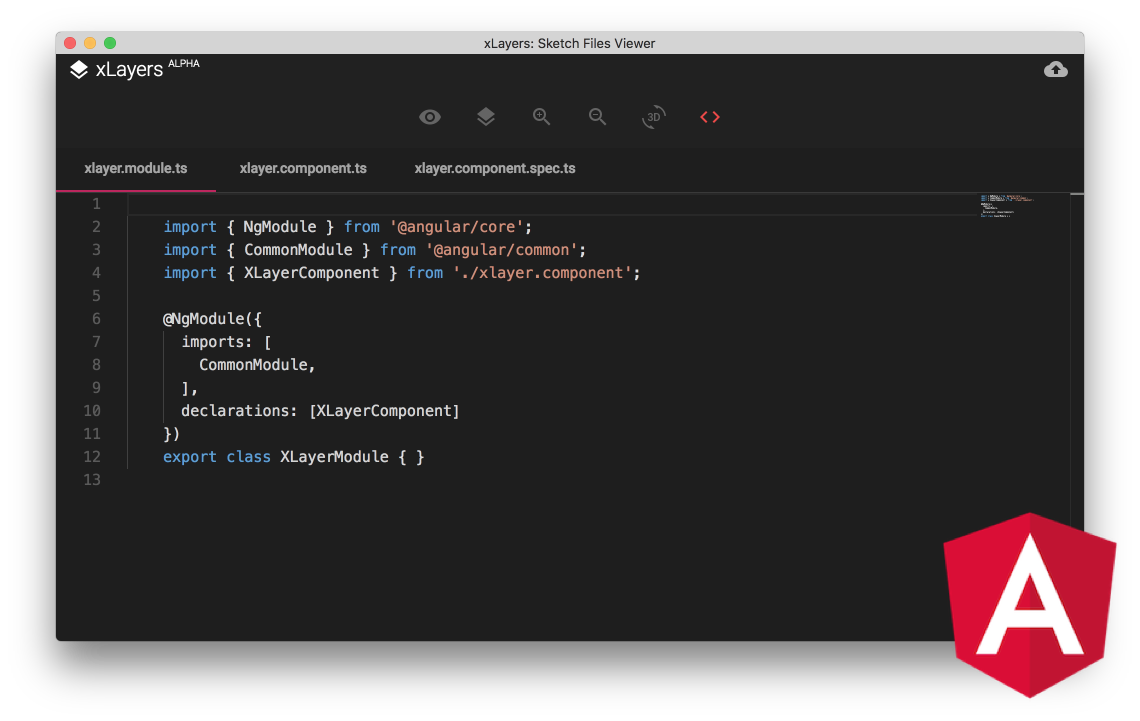 xLayers: Sketch Files Viewer
xLayers ALPHA
3D
xlayer.module.ts xlayer.component.ts xlayer.component.spec.ts
1
2 import { NgModule } from '@angular/core';
3 import { CommonModule } from '@angular/common';
4 import { XLayerComponent } from './xlayer.component';
5
6 @NgModule({
7 imports: [
8 CommonModule,
9 ],
10 declarations: [XLayerComponent]
11 })
12 export class XLayerModule { }
13
A